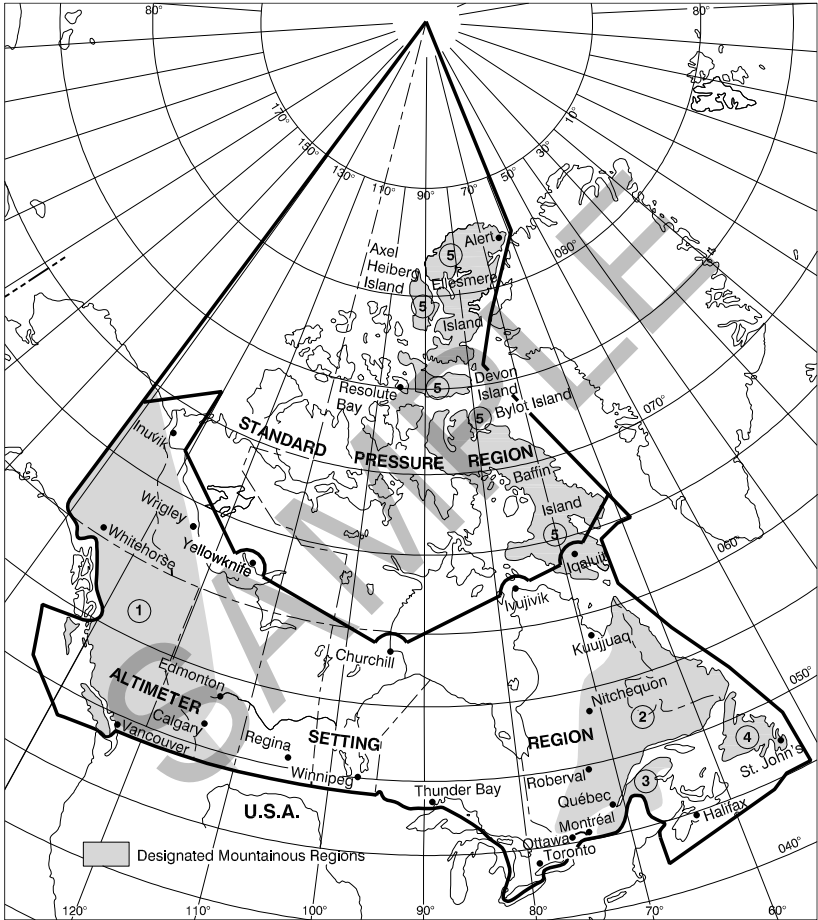 80°
80°
170°
150°
130°
110°
90°
70°
50°
30°
10°
080°
070°
060°
050°
040°
Alert
5
Axel
Heiberg
Island
Ellesmere
5
Island
Resolute
Bay
5
Devon
Island
Bylot Island
5
STANDARD PRESSURE REGION
Baffin
Island
5
Iqaluit
Inuvik
Wrigley
Whitehorse
Yellowknife
Ivujivik
1
Churchill
Kuujjuaq
Edmonton
ALTIMETER
Calgary
Vancouver
Regina
SETTING
Winnipeg
Nitchequon
2
REGION
4
St. John's
Roberval
3
Thunder Bay
Québec
Montréal
Halifax
Ottawa
Toronto
U.S.A.
Designated Mountainous Regions
120°
110°
100°
90°
80°
70°
60°
SAMPLE